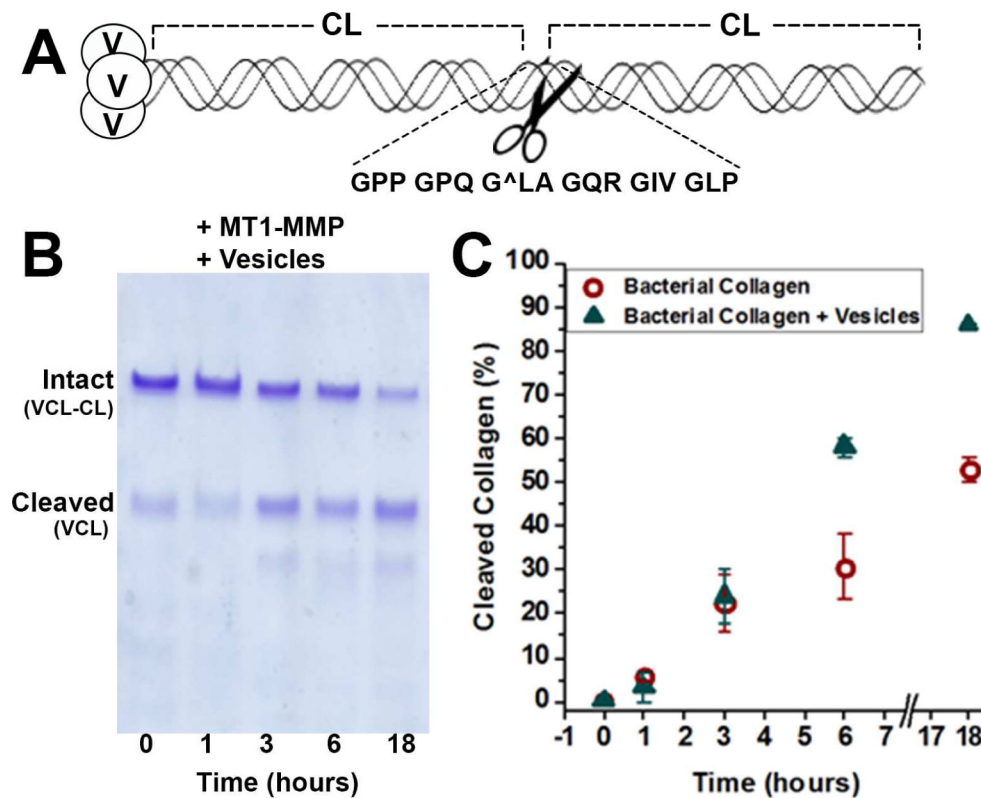 A
CL
CL
V
V
V
GPP GPQ G^LA GQR GIV GLP
B
+ MT1-MMP
+ Vesicles
Intact
(VCL-CL)
Cleaved
(VCL)
0 1 3 6 18
Time (hours)
C
Bacterial Collagen
Bacterial Collagen + Vesicles
Cleaved Collagen (%)
100
90
80
70
60
50
40
30
20
10
0
-1 0 1 2 3 4 5 6 7 17 18
Time (hours)